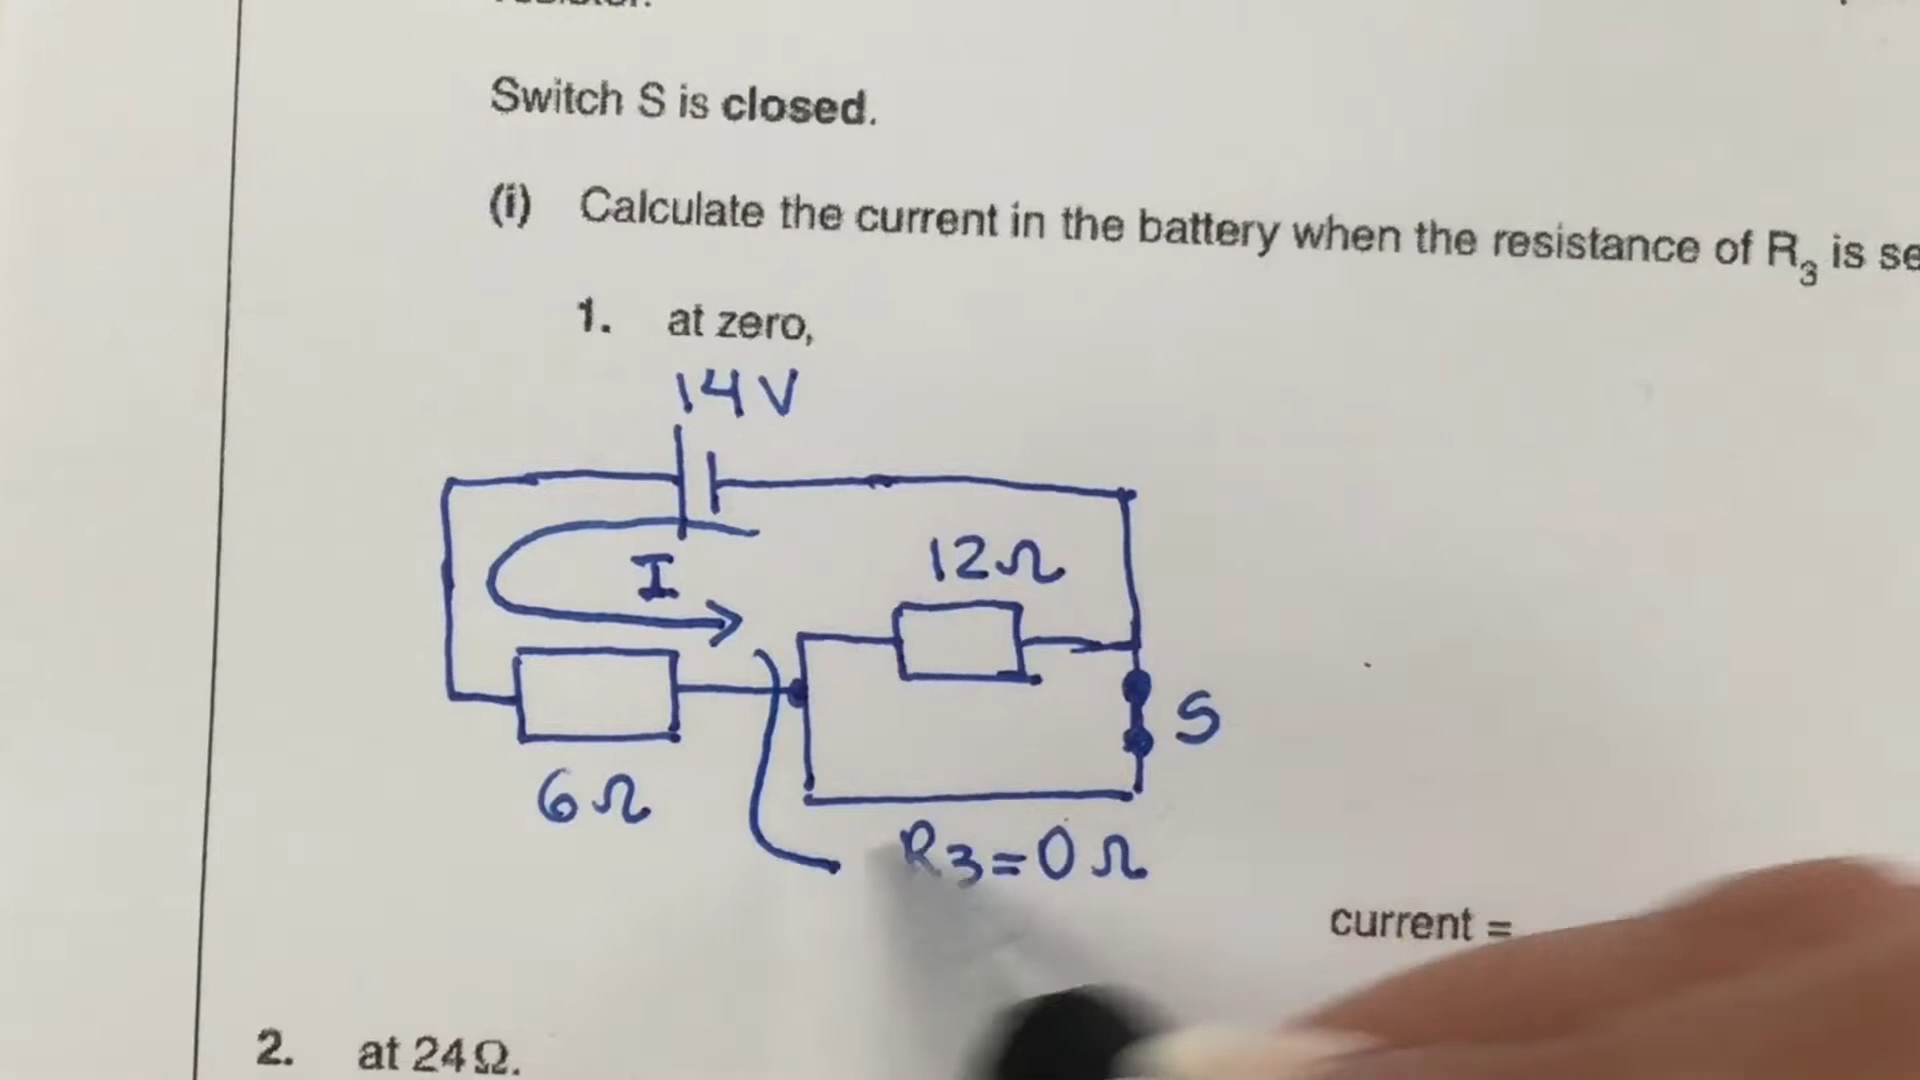 Switch S is closed.
(i) Calculate the current in the battery when the resistance of R3 is se
1. at zero,
14V
I
12Ω
S
6Ω
R3=0Ω
current =
2. at 24Ω.